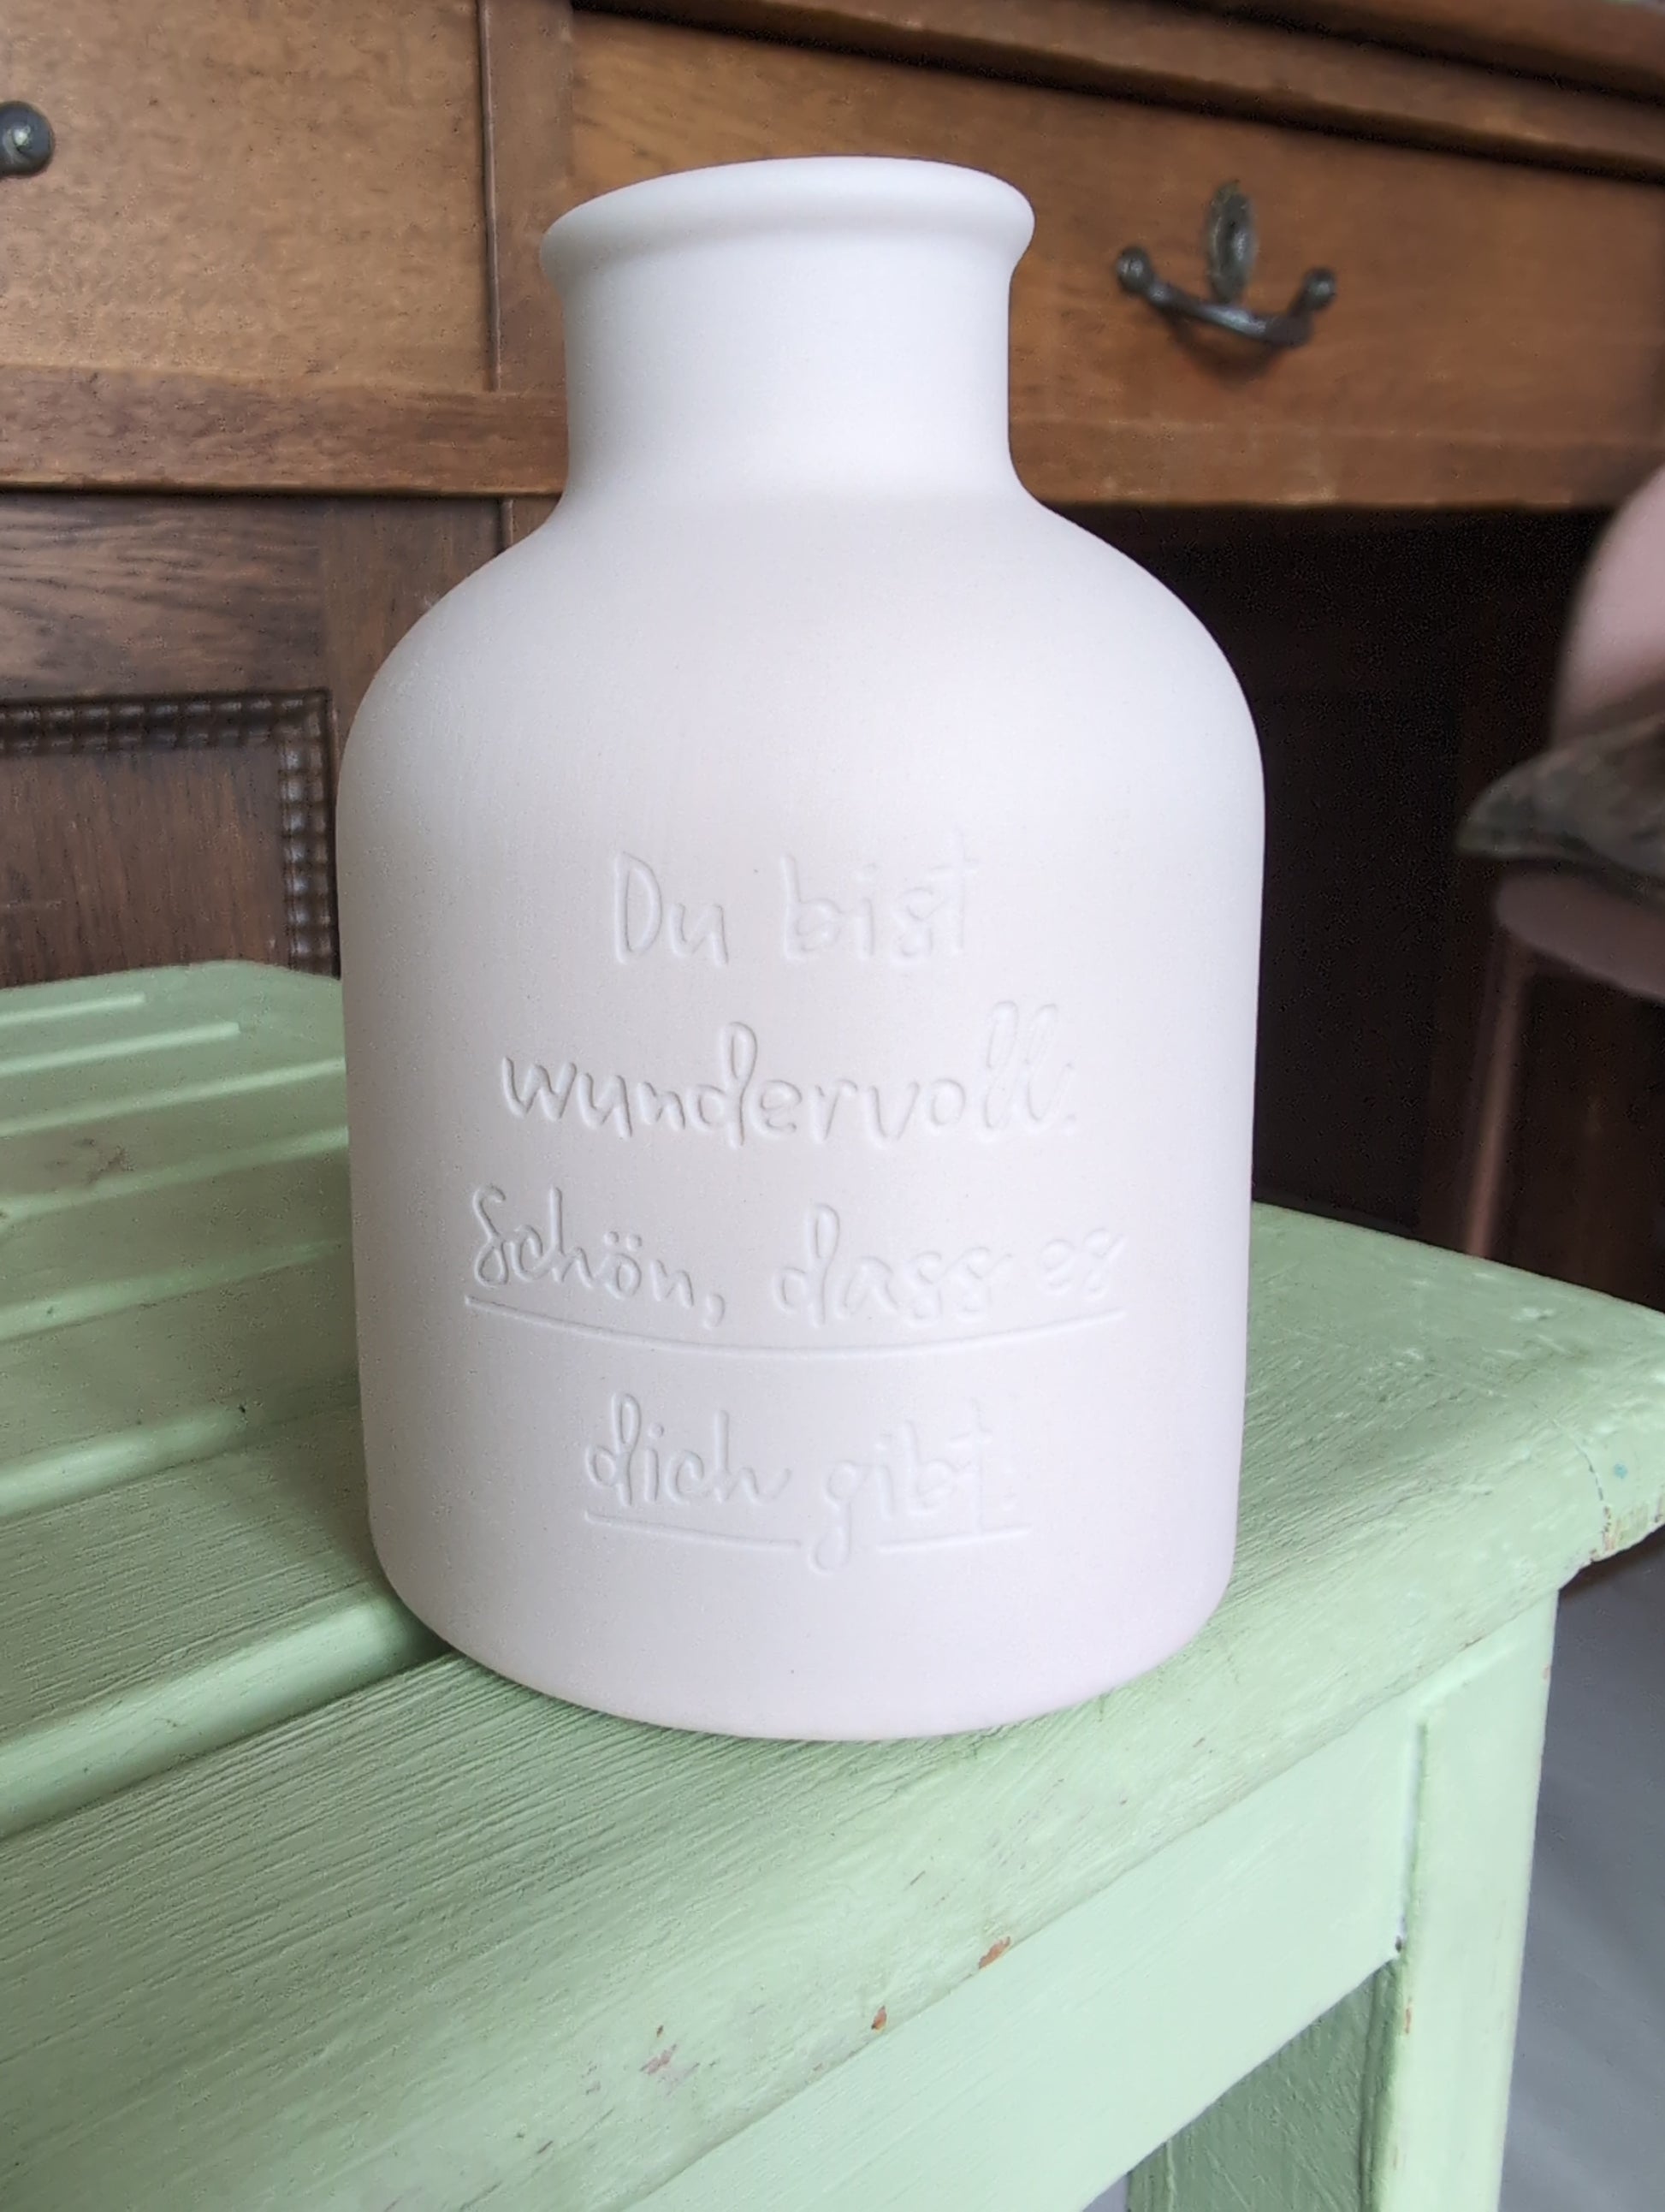 Du bist
wundervoll.
Schön, dass es
dich gibt.